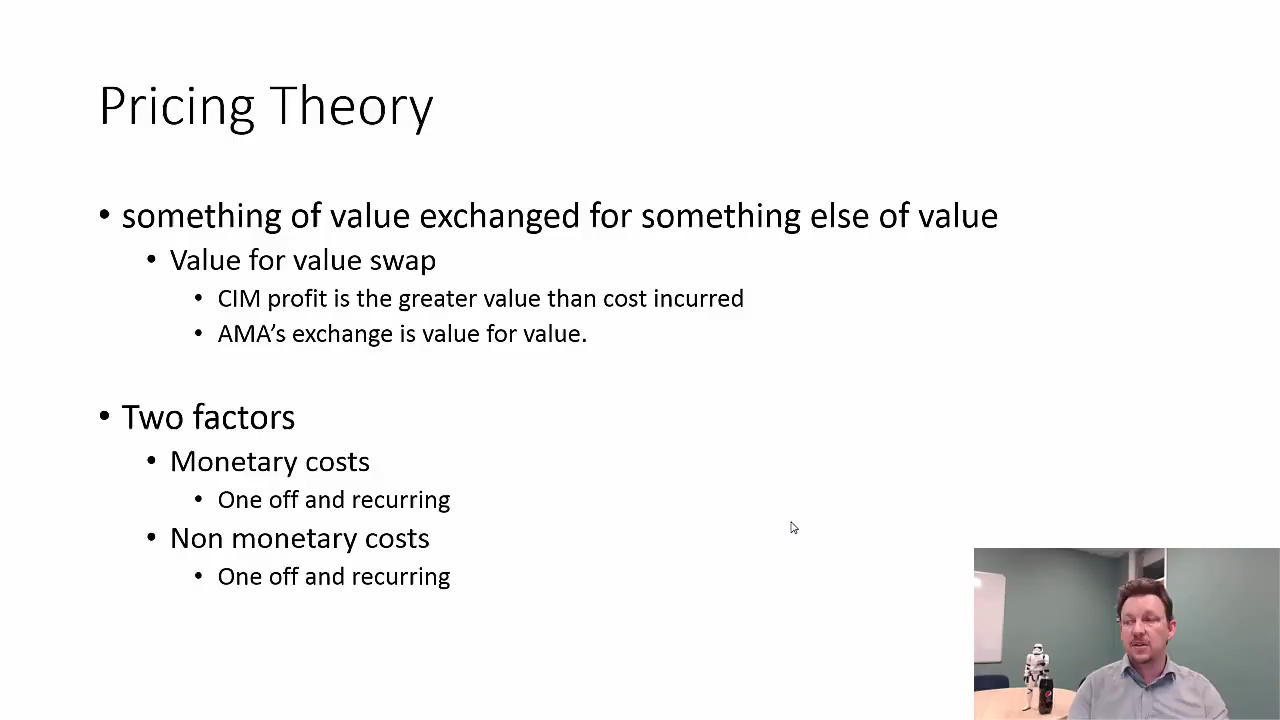 Pricing Theory
• something of value exchanged for something else of value
• Value for value swap
• CIM profit is the greater value than cost incurred
• AMA’s exchange is value for value.
• Two factors
• Monetary costs
• One off and recurring
• Non monetary costs
• One off and recurring